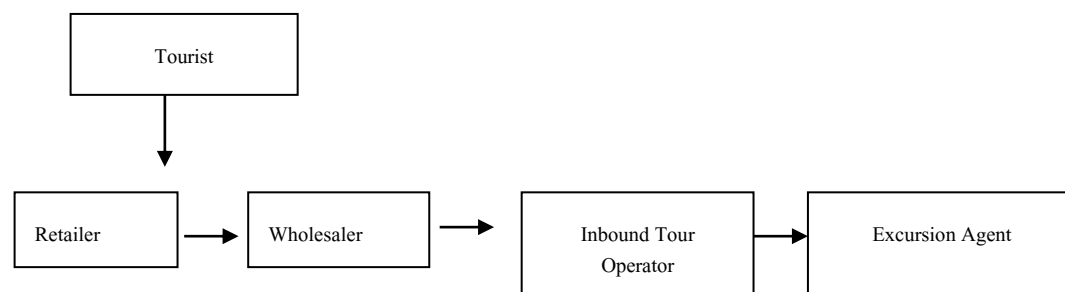 Tourist
Retailer
Wholesaler
Inbound Tour
Operator
Excursion Agent